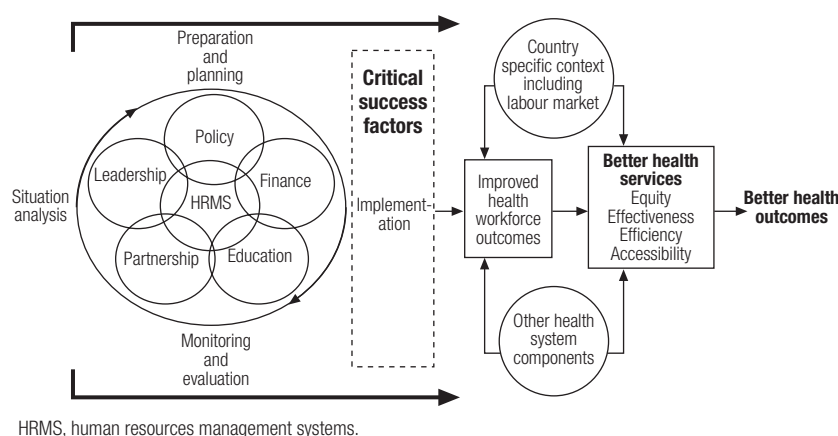 Preparation
and
planning
Situation
analysis
Policy
Leadership
Finance
HRMS
Partnership
Education
Monitoring
and
evaluation
Critical
success
factors
Implement-
ation
Country
specific context
including
labour market
Improved
health
workforce
outcomes
Other health
system
components
Better health
services
Equity
Effectiveness
Efficiency
Accessibility
Better health
outcomes
HRMS, human resources management systems.